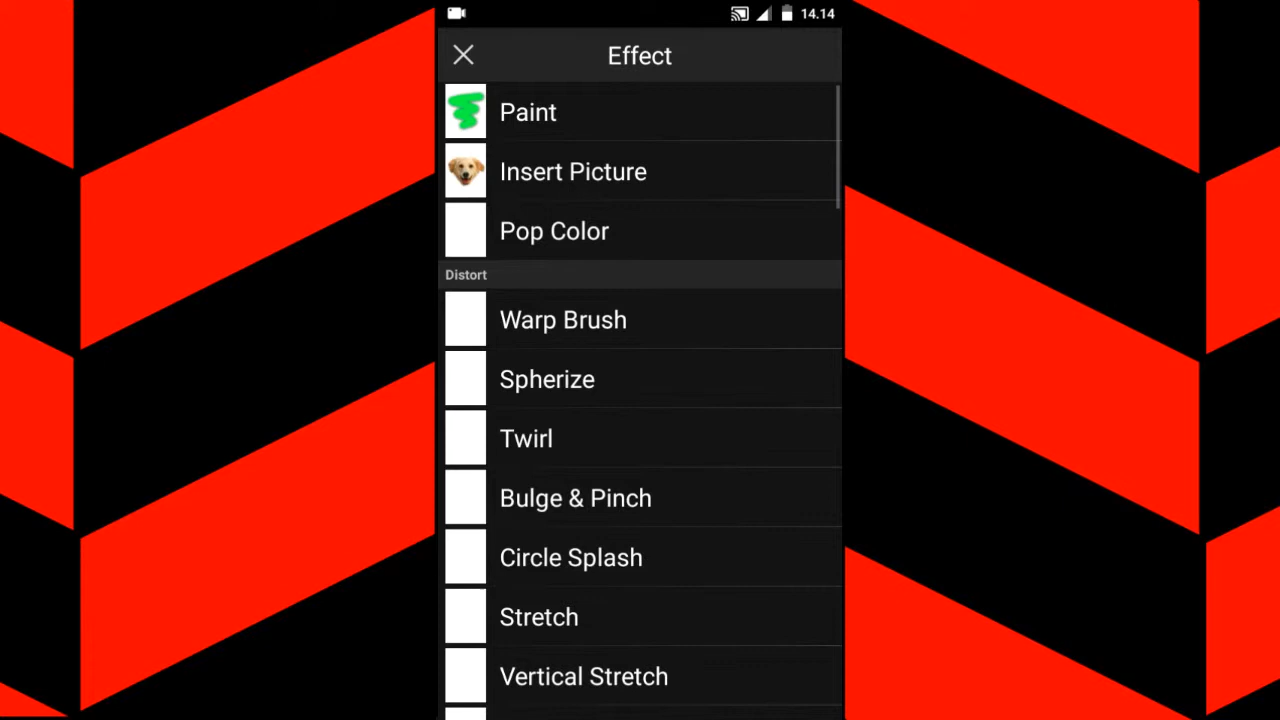 14.14
Effect
Paint
Insert Picture
Pop Color
Distort
Warp Brush
Spherize
Twirl
Bulge & Pinch
Circle Splash
Stretch
Vertical Stretch